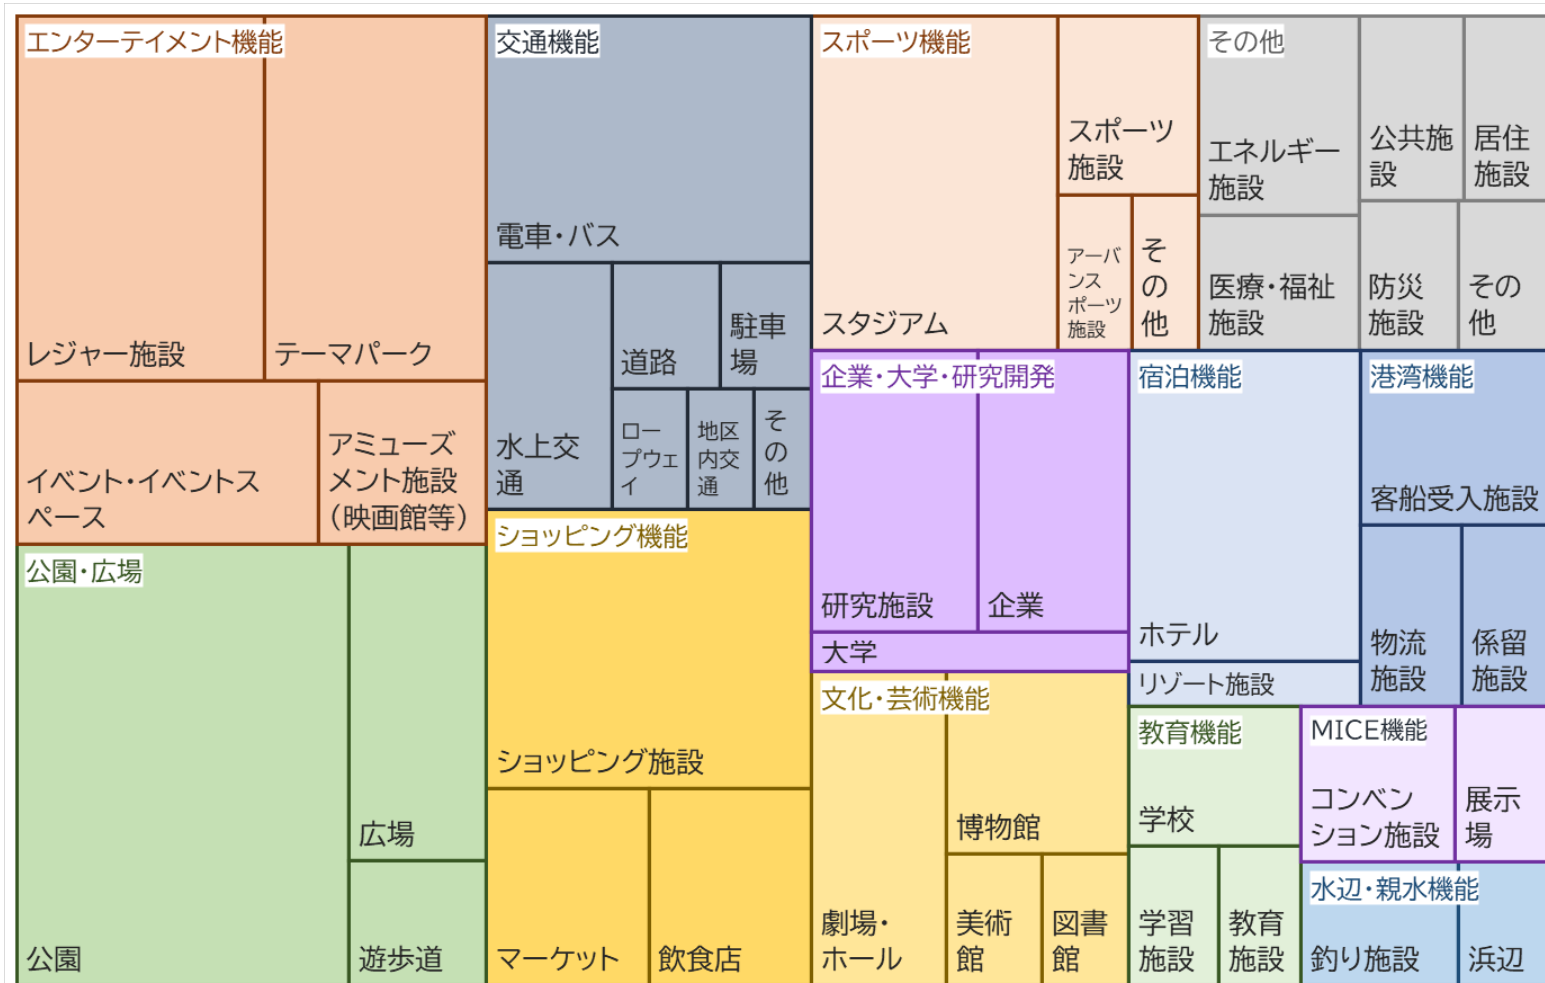 エンターテイメント機能
レジャー施設
テーマパーク
イベント・イベントス
ペース
アミューズ
メント施設
（映画館等）
公園・広場
公園
広場
遊歩道
交通機能
電車・バス
水上交
通
道路
駐車
場
ロー
プウェ
イ
地区
内交
通
そ
の
他
ショッピング機能
ショッピング施設
マーケット
飲食店
スポーツ機能
スタジアム
スポーツ
施設
アーバ
ンス
ポーツ
施設
そ
の
他
その他
エネルギー
施設
公共施
設
居住
施設
医療・福祉
施設
防災
施設
その
他
企業・大学・研究開発
研究施設
企業
大学
宿泊機能
ホテル
リゾート施設
港湾機能
客船受入施設
物流
施設
係留
施設
文化・芸術機能
劇場・
ホール
博物館
美術
館
図書
館
教育機能
学校
学習
施設
教育
施設
MICE機能
コンベン
ション施設
展示
場
水辺・親水機能
釣り施設
浜辺